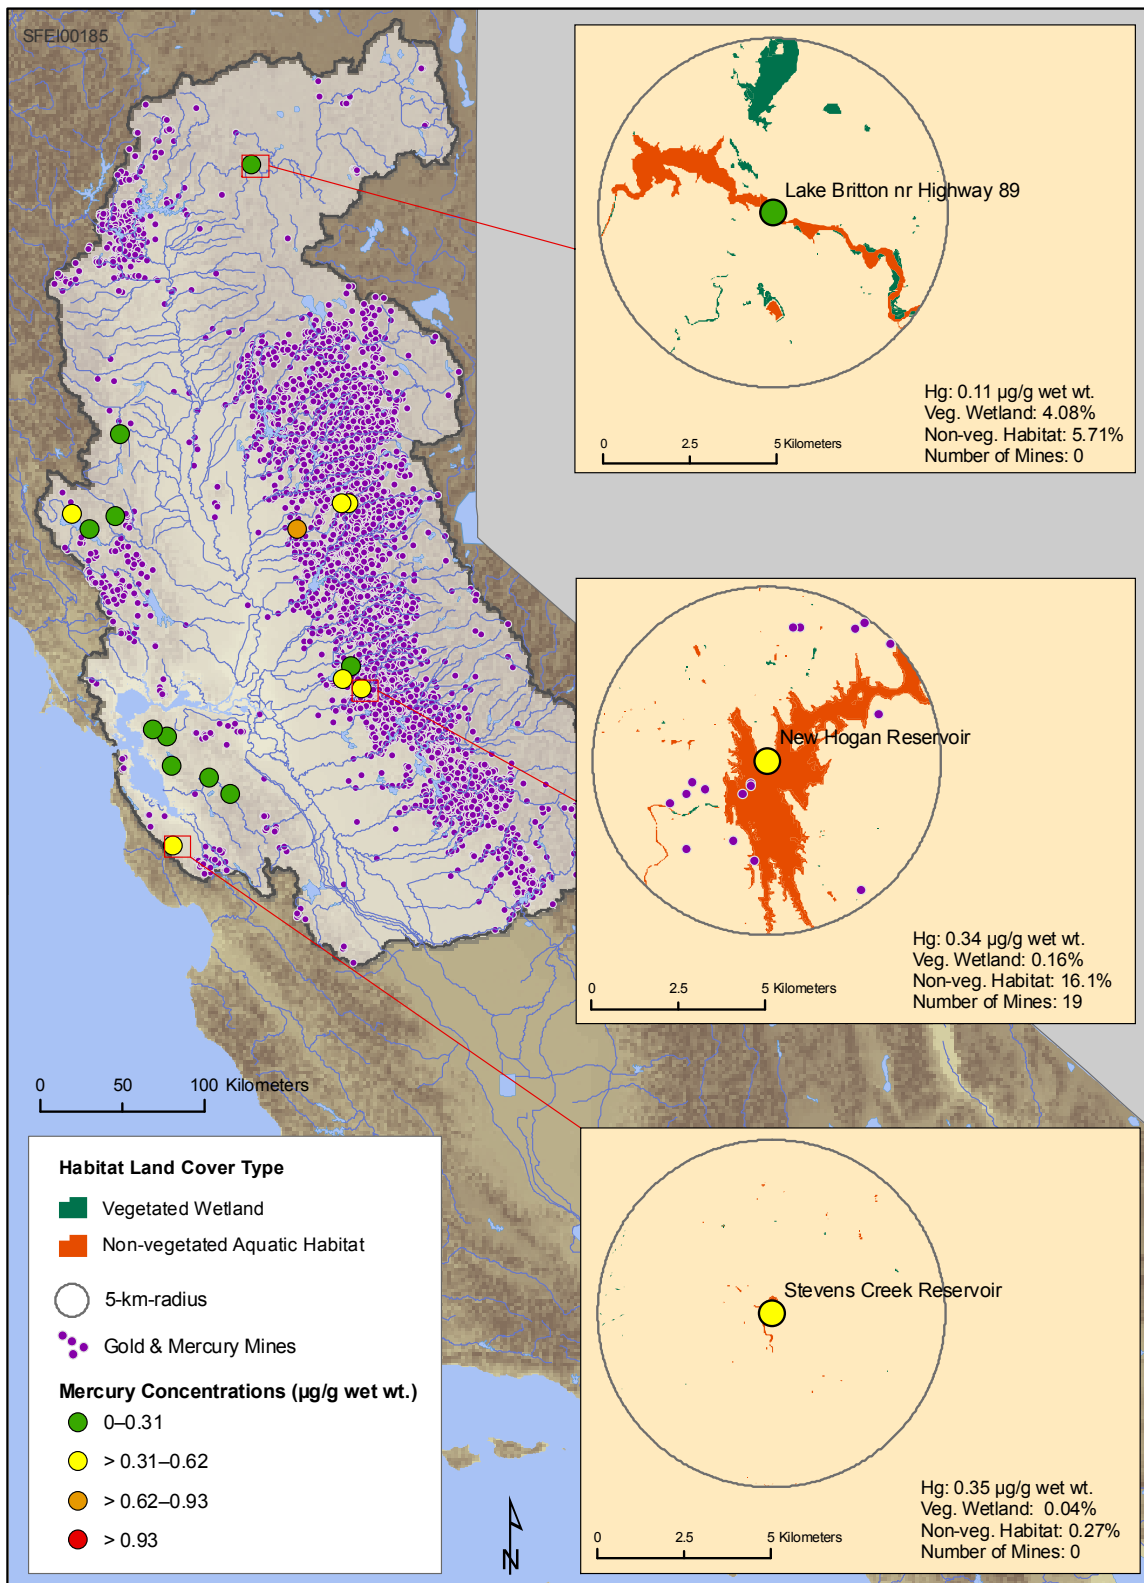 SFEI00185
Lake Britton nr Highway 89
Hg: 0.11 µg/g wet wt.
Veg. Wetland: 4.08%
Non-veg. Habitat: 5.71%
Number of Mines: 0
0 2.5 5 Kilometers
New Hogan Reservoir
Hg: 0.34 µg/g wet wt.
Veg. Wetland: 0.16%
Non-veg. Habitat: 16.1%
Number of Mines: 19
0 2.5 5 Kilometers
0 50 100 Kilometers
Habitat Land Cover Type
Vegetated Wetland
Non-vegetated Aquatic Habitat
5-km-radius
Gold & Mercury Mines
Mercury Concentrations (µg/g wet wt.)
0–0.31
> 0.31–0.62
> 0.62–0.93
> 0.93
N
Stevens Creek Reservoir
Hg: 0.35 µg/g wet wt.
Veg. Wetland: 0.04%
Non-veg. Habitat: 0.27%
Number of Mines: 0
0 2.5 5 Kilometers